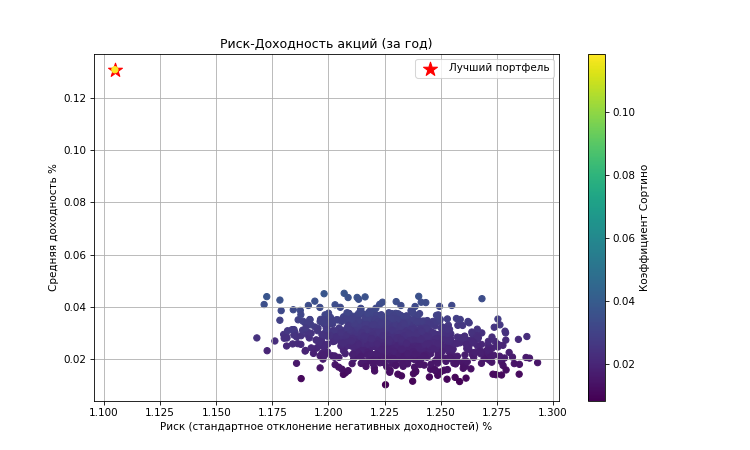 Риск-Доходность акций (за год)
Лучший портфель
Средняя доходность %
0.12
0.10
0.08
0.06
0.04
0.02
1.100 1.125 1.150 1.175 1.200 1.225 1.250 1.275 1.300
Риск (стандартное отклонение негативных доходностей) %
0.10
0.08
0.06
0.04
0.02
Коэффициент Сортино